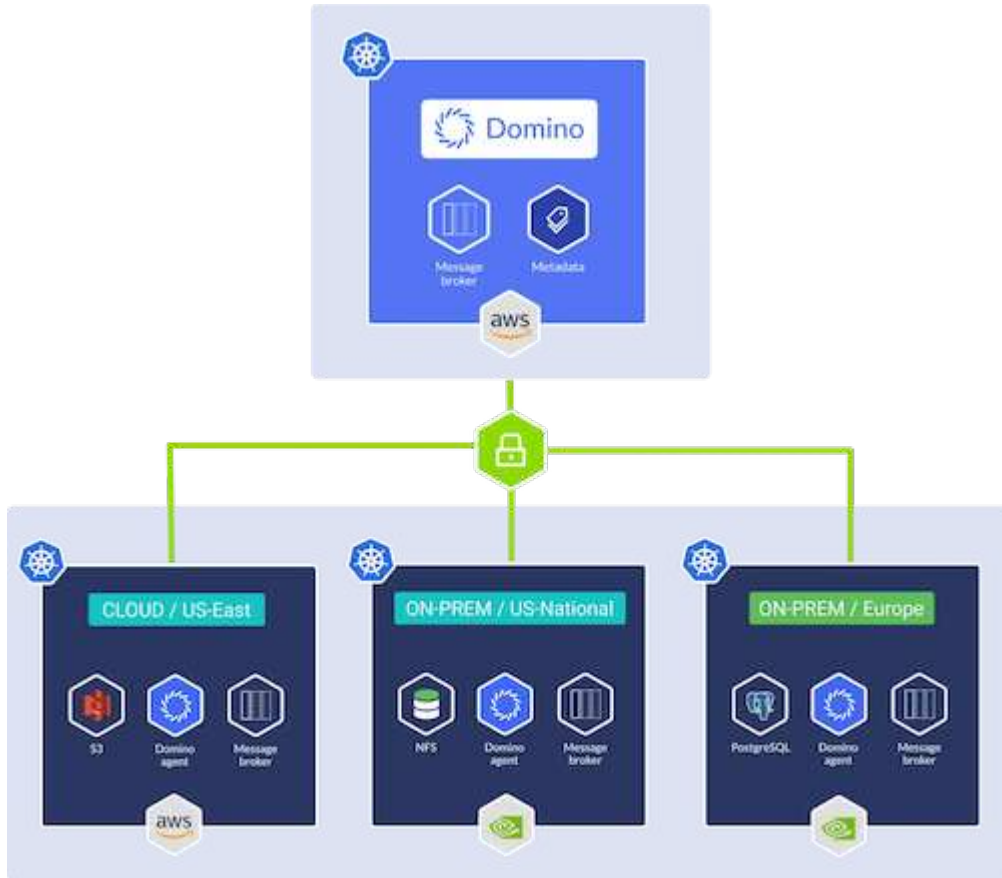 Domino
Message
broker
Metadata
aws
CLOUD / US-East
S3
Domino
agent
Message
broker
aws
ON-PREM / US-National
NFS
Domino
agent
Message
broker
ON-PREM / Europe
PostgreSQL
Domino
agent
Message
broker